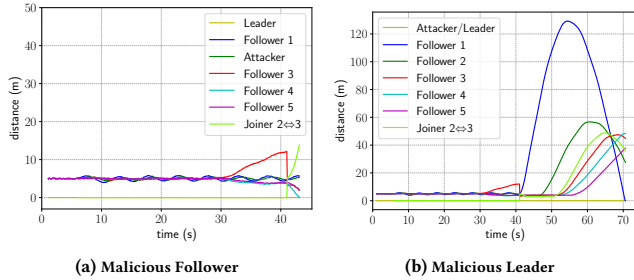 50
40
30
20
10
0
distance (m)
0
10
20
30
40
time (s)
Leader
Follower 1
Attacker
Follower 3
Follower 4
Follower 5
Joiner 2⇔3
(a) Malicious Follower
120
100
80
60
40
20
0
distance (m)
0
10
20
30
40
50
60
70
time (s)
Attacker/Leader
Follower 1
Follower 2
Follower 3
Follower 4
Follower 5
Joiner 2⇔3
(b) Malicious Leader